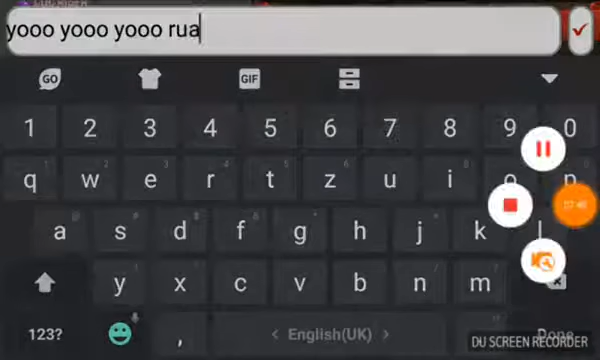 yooo yooo yooo rua
GO GIF
1 2 3 4 5 6 7 8 9 0
q w e r t z u i o p
a s d f g h j k l
y x c v b n m
123? , < English(UK) > Done
DU SCREEN RECORDER